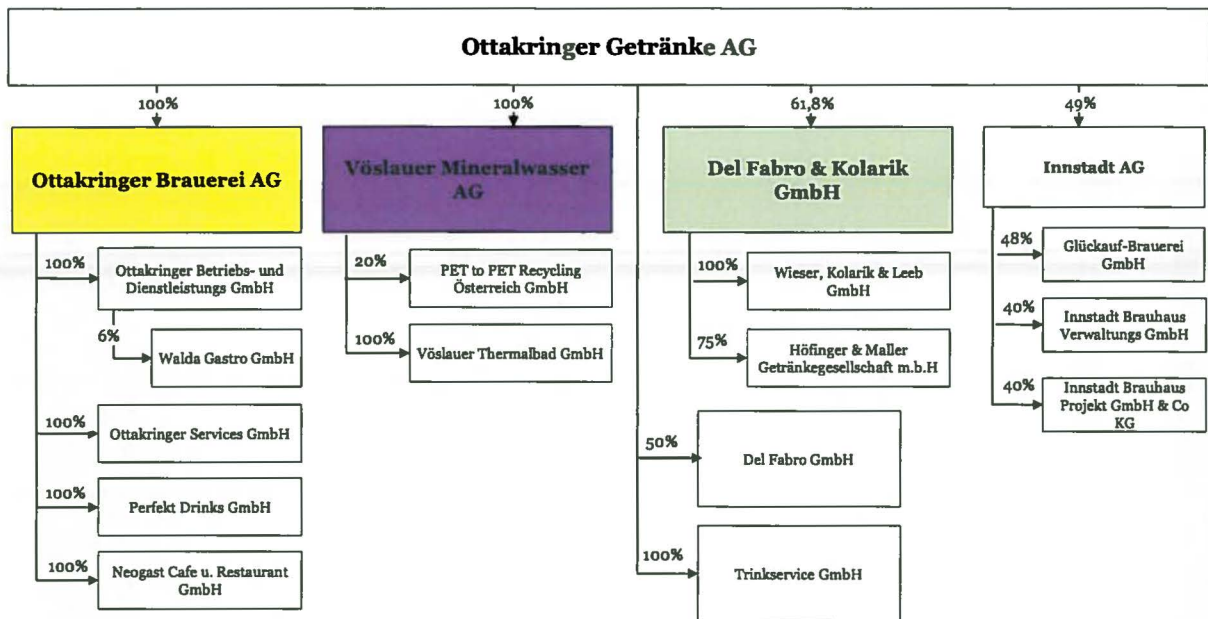 Ottakringer Getränke AG
100%
100%
61,8%
49%
Ottakringer Brauerei AG
Vöslauer Mineralwasser
AG
Del Fabro & Kolarik
GmbH
Innstadt AG
100%
Ottakringer Betriebs- und
Dienstleistungs GmbH
6%
Walda Gastro GmbH
100%
Ottakringer Services GmbH
100%
Perfekt Drinks GmbH
100%
Neogast Cafe u. Restaurant
GmbH
20%
PET to PET Recycling
Österreich GmbH
100%
Vöslauer Thermalbad GmbH
100%
Wieser, Kolarik & Leeb
GmbH
75%
Höfinger & Maller
Getränkegesellschaft m.b.H
50%
Del Fabro GmbH
100%
Trinkservice GmbH
48%
Glückauf-Brauerei
GmbH
40%
Innstadt Brauhaus
Verwaltungs GmbH
40%
Innstadt Brauhaus
Projekt GmbH & Co
KG